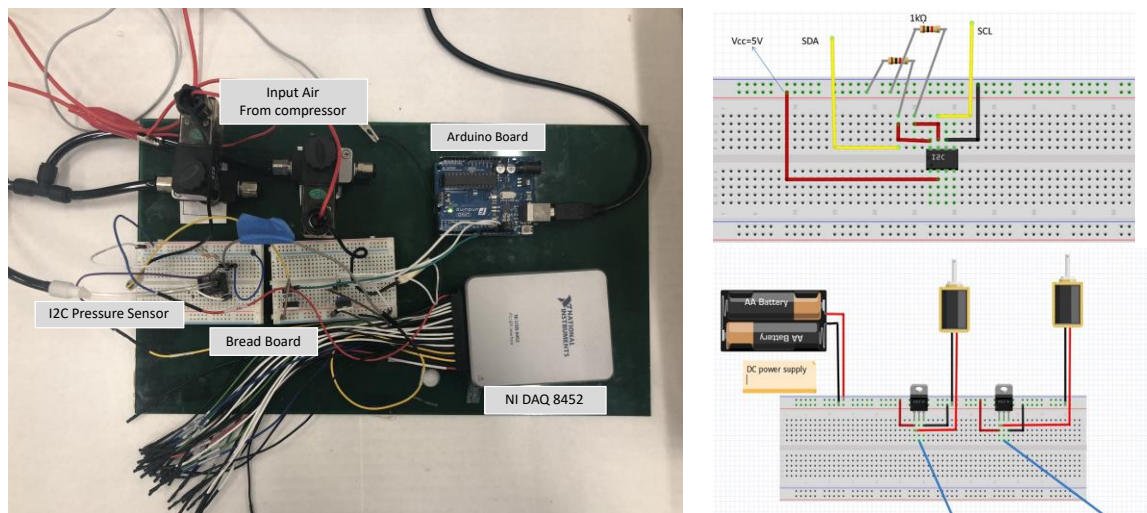 Input Air
From compressor
Arduino Board
I2C Pressure Sensor
Bread Board
NATIONAL
INSTRUMENTS
NI DAQ 8452
1kΩ
Vcc=5V
SDA
SCL
I2C
AA Battery
AA Battery
DC power supply